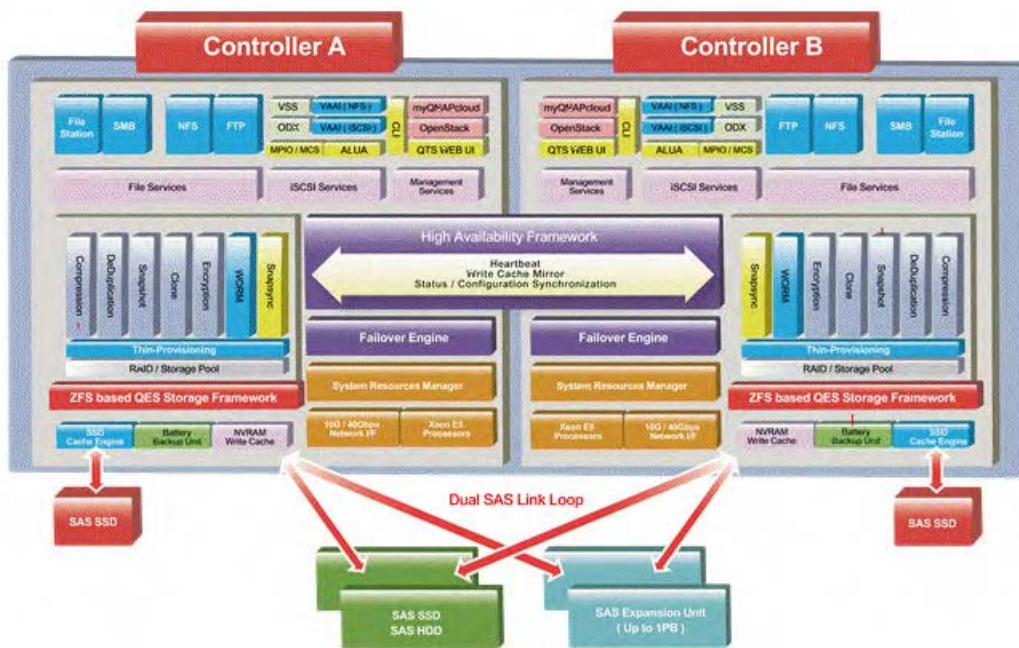 Controller A
Controller B
File Station
SMB
NFS
FTP
VSS
VAAI ( NFS )
ODX
VAAI ( iSCSI )
MPIO / MCS
ALUA
CLI
myQNAPcloud
OpenStack
QTS WEB UI
myQNAPcloud
OpenStack
QTS WEB UI
CLI
VAAI ( NFS )
VSS
VAAI ( iSCSI )
ODX
ALUA
MPIO / MCS
FTP
NFS
SMB
File Station
File Services
iSCSI Services
Management Services
Management Services
iSCSI Services
File Services
Compression
DeDuplication
Snapshot
Clone
Encryption
WORM
Snapsync
High Availability Framework
Heartbeat
Write Cache Mirror
Status / Configuration Synchronization
Snapsync
WORM
Encryption
Clone
Snapshot
DeDuplication
Compression
Thin-Provisioning
RAID / Storage Pool
Failover Engine
Failover Engine
Thin-Provisioning
RAID / Storage Pool
ZFS based QES Storage Framework
System Resources Manager
System Resources Manager
ZFS based QES Storage Framework
SSD Cache Engine
Battery Backup Unit
NVRAM Write Cache
10G / 40Gbps Network I/F
Xeon E5 Processors
Xeon E5 Processors
10G / 40Gbps Network I/F
NVRAM Write Cache
Battery Backup Unit
SSD Cache Engine
SAS SSD
Dual SAS Link Loop
SAS SSD
SAS SSD
SAS HDD
SAS Expansion Unit
( Up to 1PB )